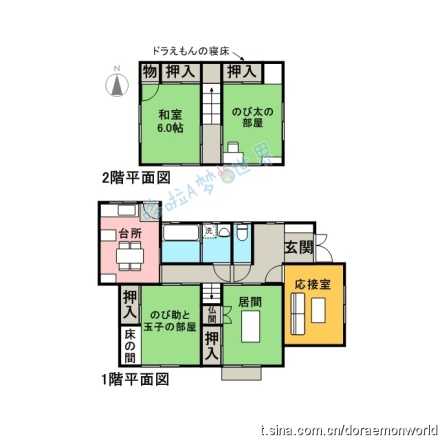 ドラえもんの寝床
N
物
押入
押入
和室
6.0帖
のび太の
部屋
2階平面図
哆啦A梦的世界
台所
洗
玄関
応接室
押入
のび助と
玉子の部屋
床の間
仏間
押入
居間
1階平面図
t.sina.com.cn/doraemonworld